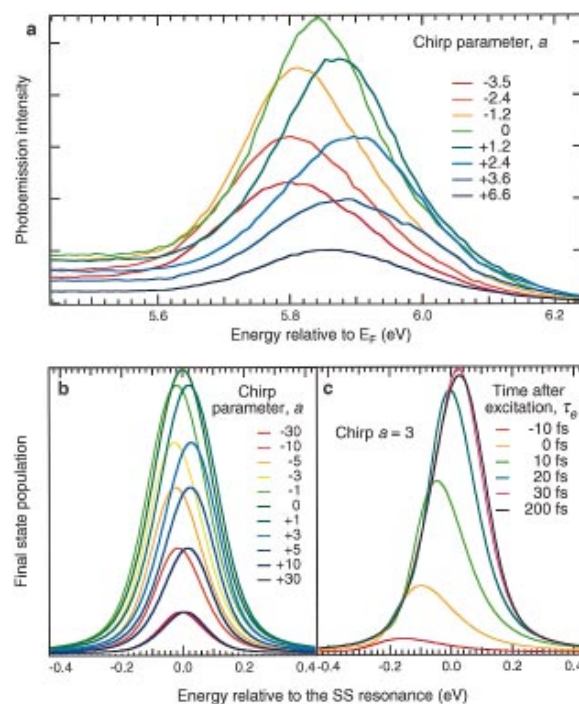 a
Chirp parameter, a
-3.5
-2.4
-1.2
0
+1.2
+2.4
+3.6
+6.6
Photoemission intensity
5.6
5.8
6.0
6.2
Energy relative to E_F (eV)
b
Chirp
parameter, a
-30
-10
-5
-3
-1
0
+1
+3
+5
+10
+30
c
Time after
excitation, τ_e
Chirp a = 3
-10 fs
0 fs
10 fs
20 fs
30 fs
200 fs
Final state population
-0.4
-0.2
0.0
0.2
0.4
-0.4
-0.2
0.0
0.2
0.4
Energy relative to the SS resonance (eV)